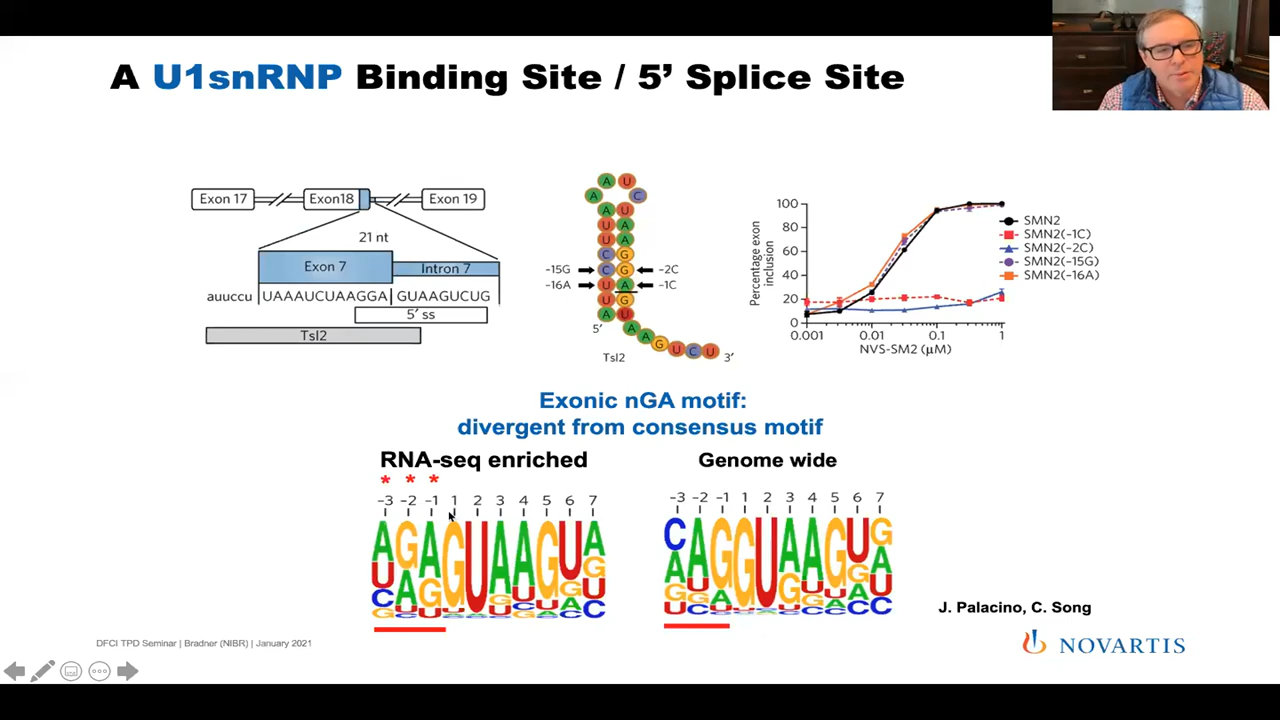 A U1snRNP Binding Site / 5’ Splice Site
Exon 17
Exon18
Exon 19
21 nt
Exon 7
Intron 7
auuccu UAAAUCUAAGGA GUAAGUCUG
5’ ss
Tsl2
A U
A C
A U
U A
U A
C G
–15G C G –2C
–16A U A –1C
U G
A U
5’
A A G U C U 3’
Tsl2
Percentage exon inclusion
100
80
60
40
20
0
0.001 0.01 0.1 1
NVS-SM2 (μM)
SMN2
SMN2(-1C)
SMN2(-2C)
SMN2(-15G)
SMN2(-16A)
Exonic nGA motif:
divergent from consensus motif
RNA-seq enriched
* * *
–3 –2 –1 1 2 3 4 5 6 7
AGAGUAAGUA
Genome wide
–3 –2 –1 1 2 3 4 5 6 7
CAGGUAAGUG
J. Palacino, C. Song
DFCI TPD Seminar | Bradner (NIBR) | January 2021
NOVARTIS